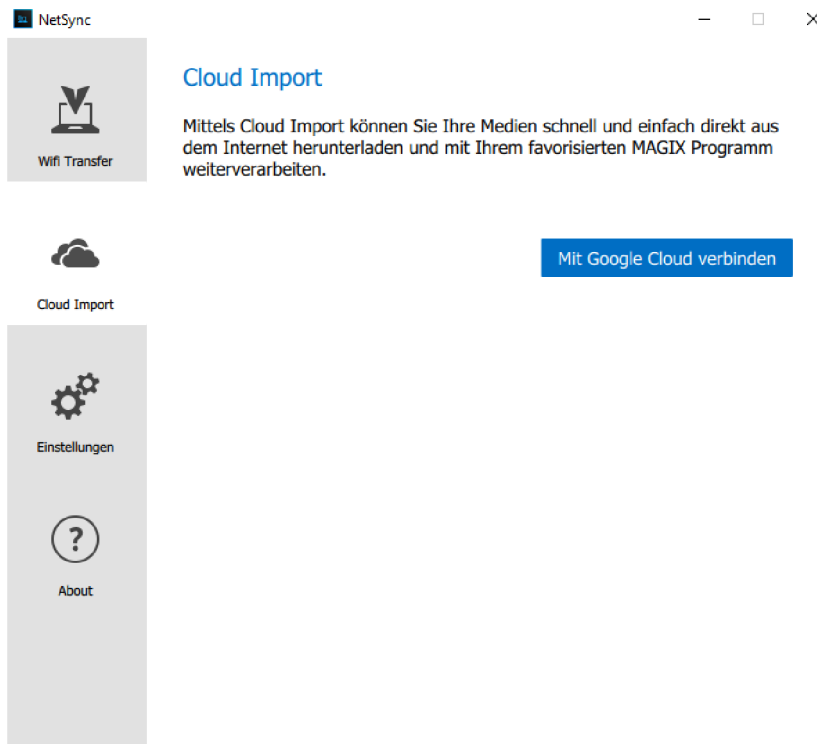 NetSync
Wifi Transfer
Cloud Import
Einstellungen
?
About
Cloud Import
Mittels Cloud Import können Sie Ihre Medien schnell und einfach direkt aus
dem Internet herunterladen und mit Ihrem favorisierten MAGIX Programm
weiterverarbeiten.
Mit Google Cloud verbinden